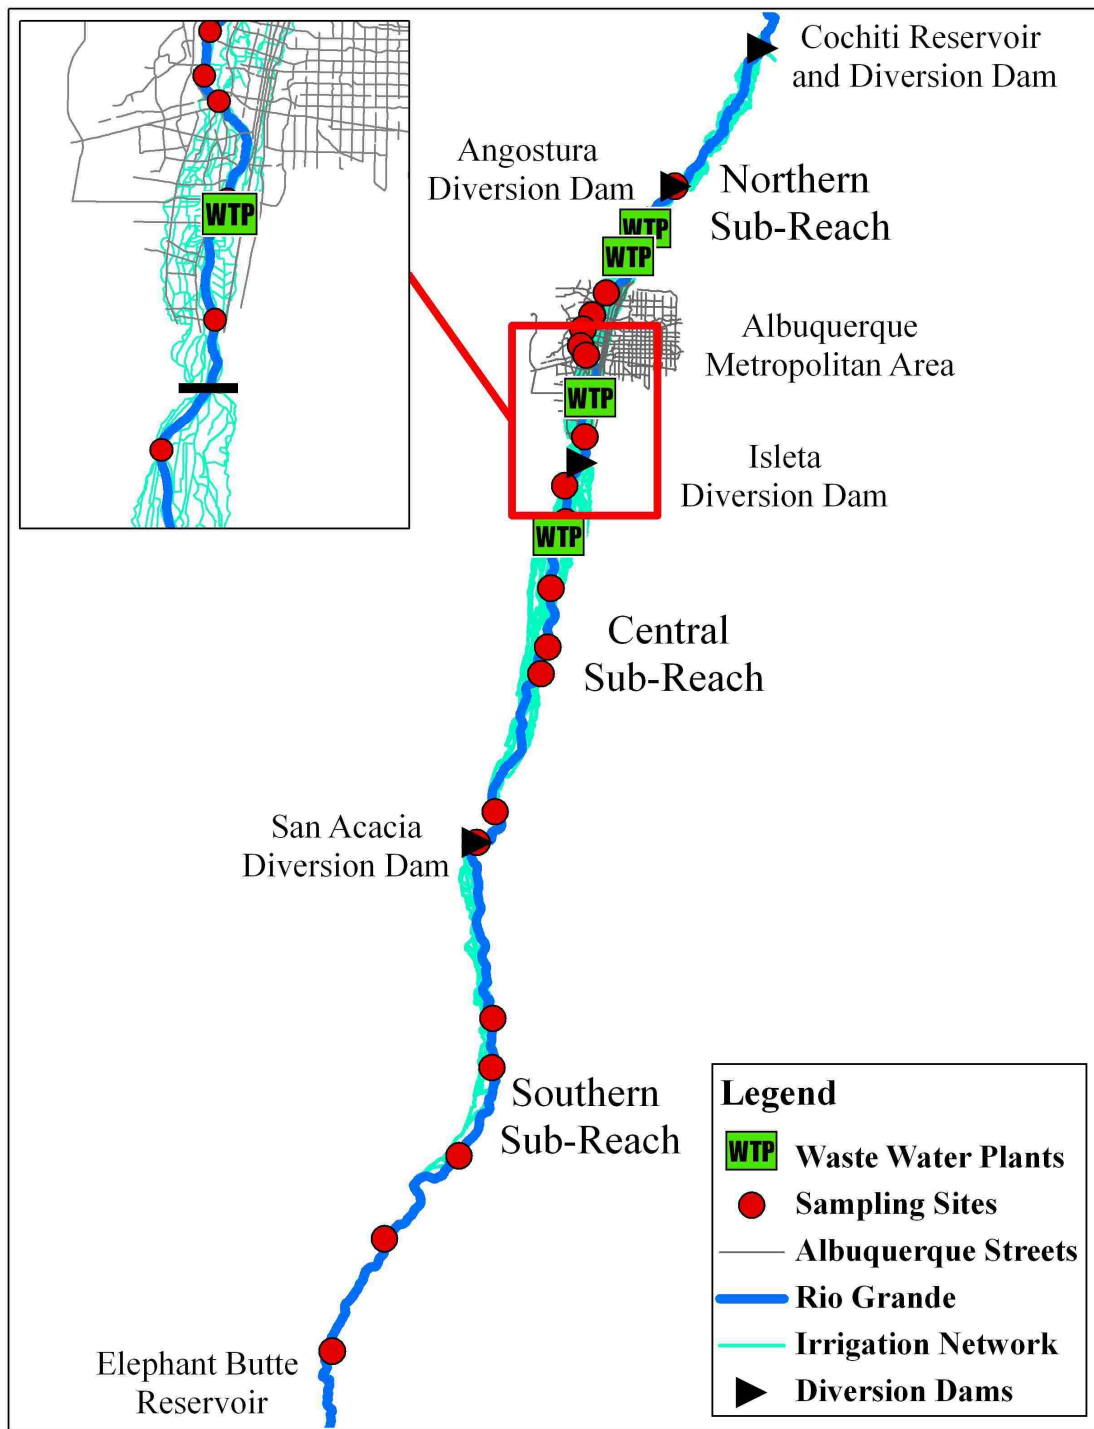 WTP
Cochiti Reservoir
and Diversion Dam
Angostura
Diversion Dam
Northern
Sub-Reach
WTP
WTP
Albuquerque
Metropolitan Area
WTP
Isleta
Diversion Dam
WTP
Central
Sub-Reach
San Acacia
Diversion Dam
Southern
Sub-Reach
Elephant Butte
Reservoir
Legend
WTP Waste Water Plants
Sampling Sites
Albuquerque Streets
Rio Grande
Irrigation Network
Diversion Dams